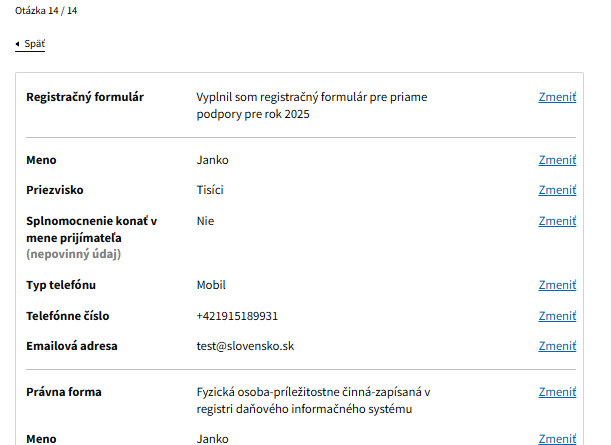 Otázka 14 / 14
Späť
Registračný formulár
Vyplnil som registračný formulár pre priame
podpory pre rok 2025
Zmeniť
Meno
Janko
Zmeniť
Priezvisko
Tisíci
Zmeniť
Splnomocnenie konať v
mene prijímateľa
(nepovinný údaj)
Nie
Zmeniť
Typ telefónu
Mobil
Zmeniť
Telefónne číslo
+421915189931
Zmeniť
Emailová adresa
test@slovensko.sk
Zmeniť
Právna forma
Fyzická osoba-príležitostne činná-zapísaná v
registri daňového informačného systému
Zmeniť
Meno
Janko
Zmeniť